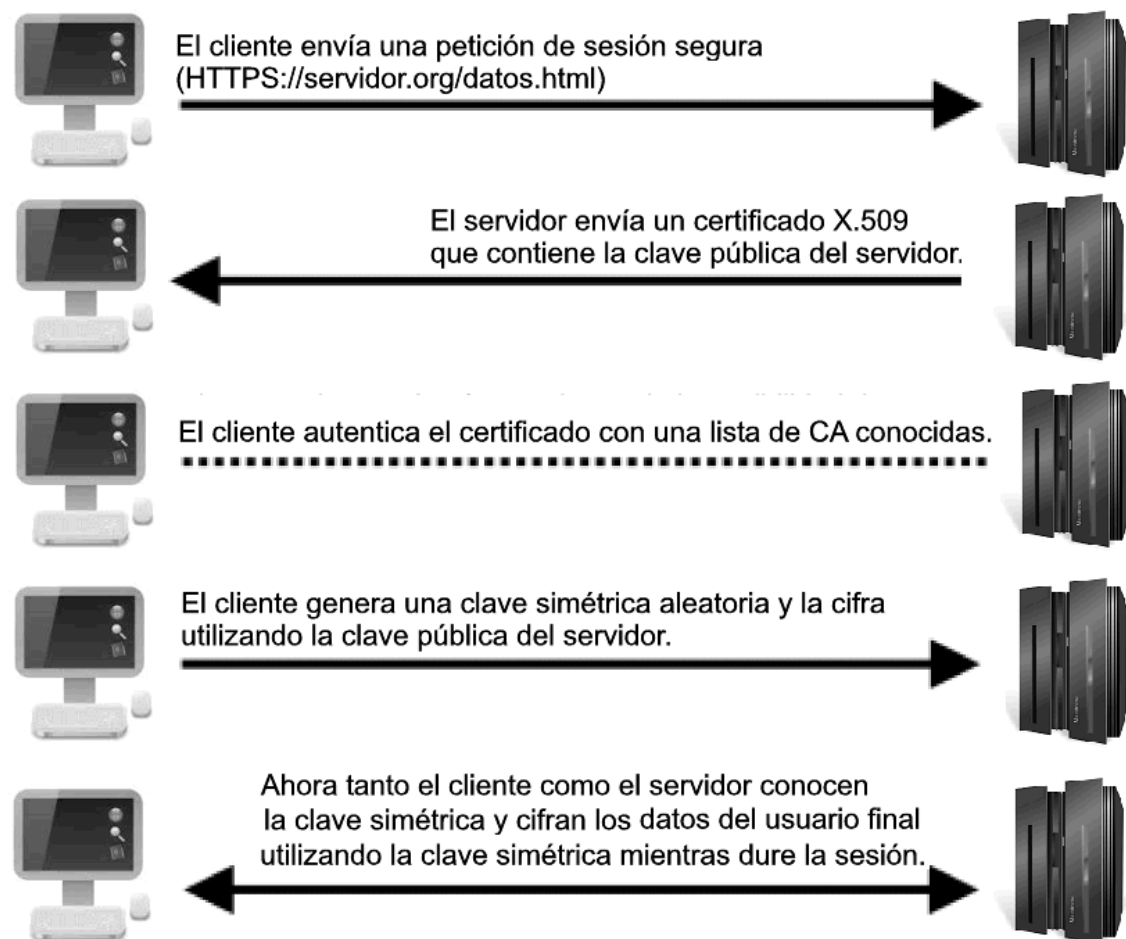 El cliente envía una petición de sesión segura
(HTTPS://servidor.org/datos.html)
El servidor envía un certificado X.509
que contiene la clave pública del servidor.
El cliente autentica el certificado con una lista de CA conocidas.
El cliente genera una clave simétrica aleatoria y la cifra
utilizando la clave pública del servidor.
Ahora tanto el cliente como el servidor conocen
la clave simétrica y cifran los datos del usuario final
utilizando la clave simétrica mientras dure la sesión.